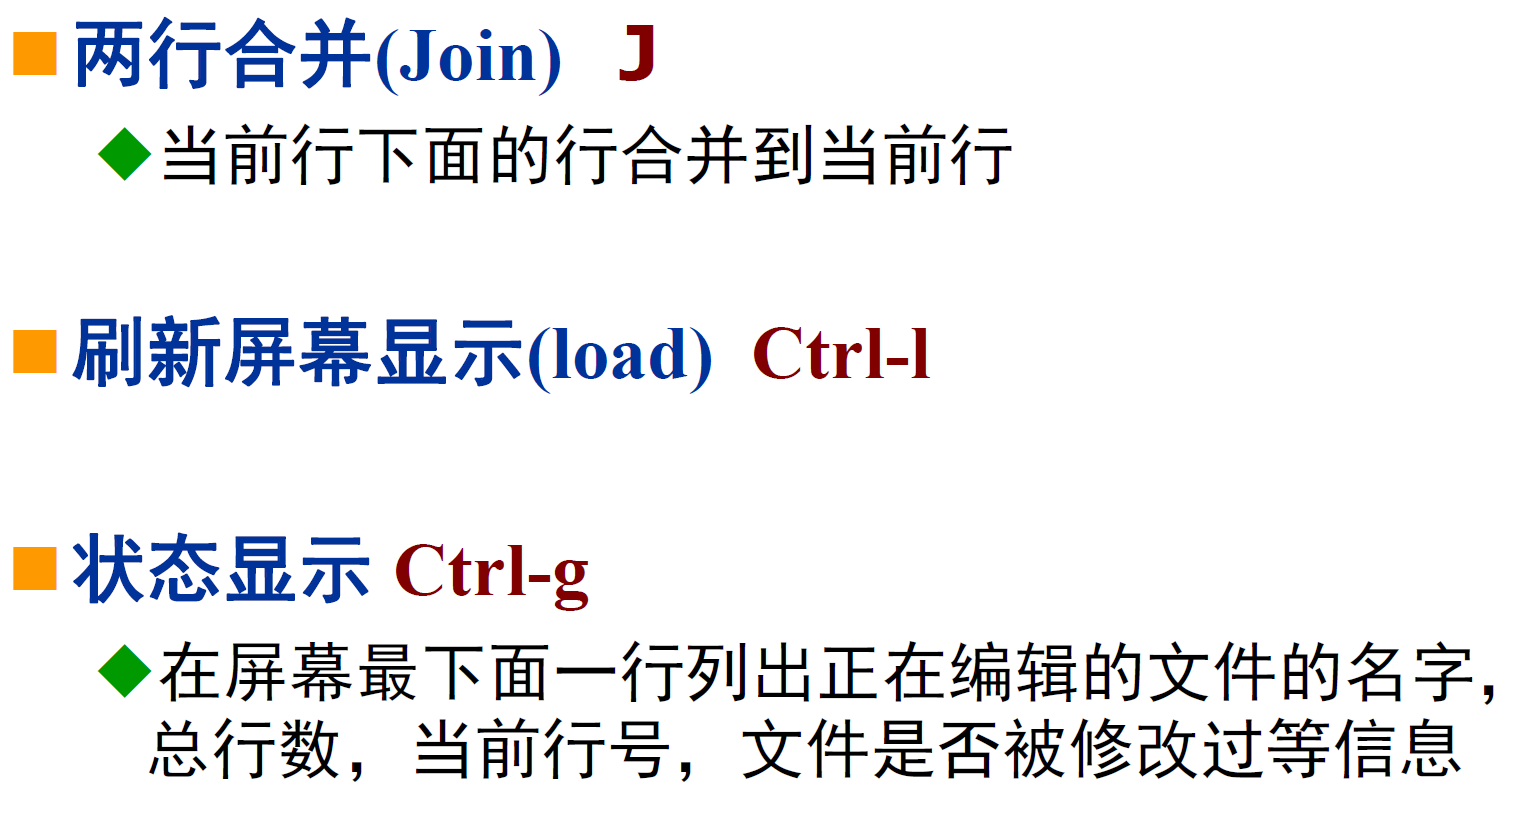 两行合并(Join) J
当前行下面的行合并到当前行
刷新屏幕显示(load) Ctrl-l
状态显示 Ctrl-g
在屏幕最下面一行列出正在编辑的文件的名字，
总行数，当前行号，文件是否被修改过等信息